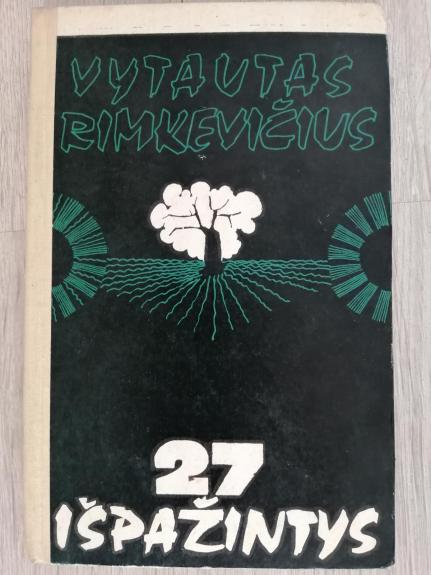 VYTAUTAS
RIMKEVIČIUS
27
IŠPAŽINTYS